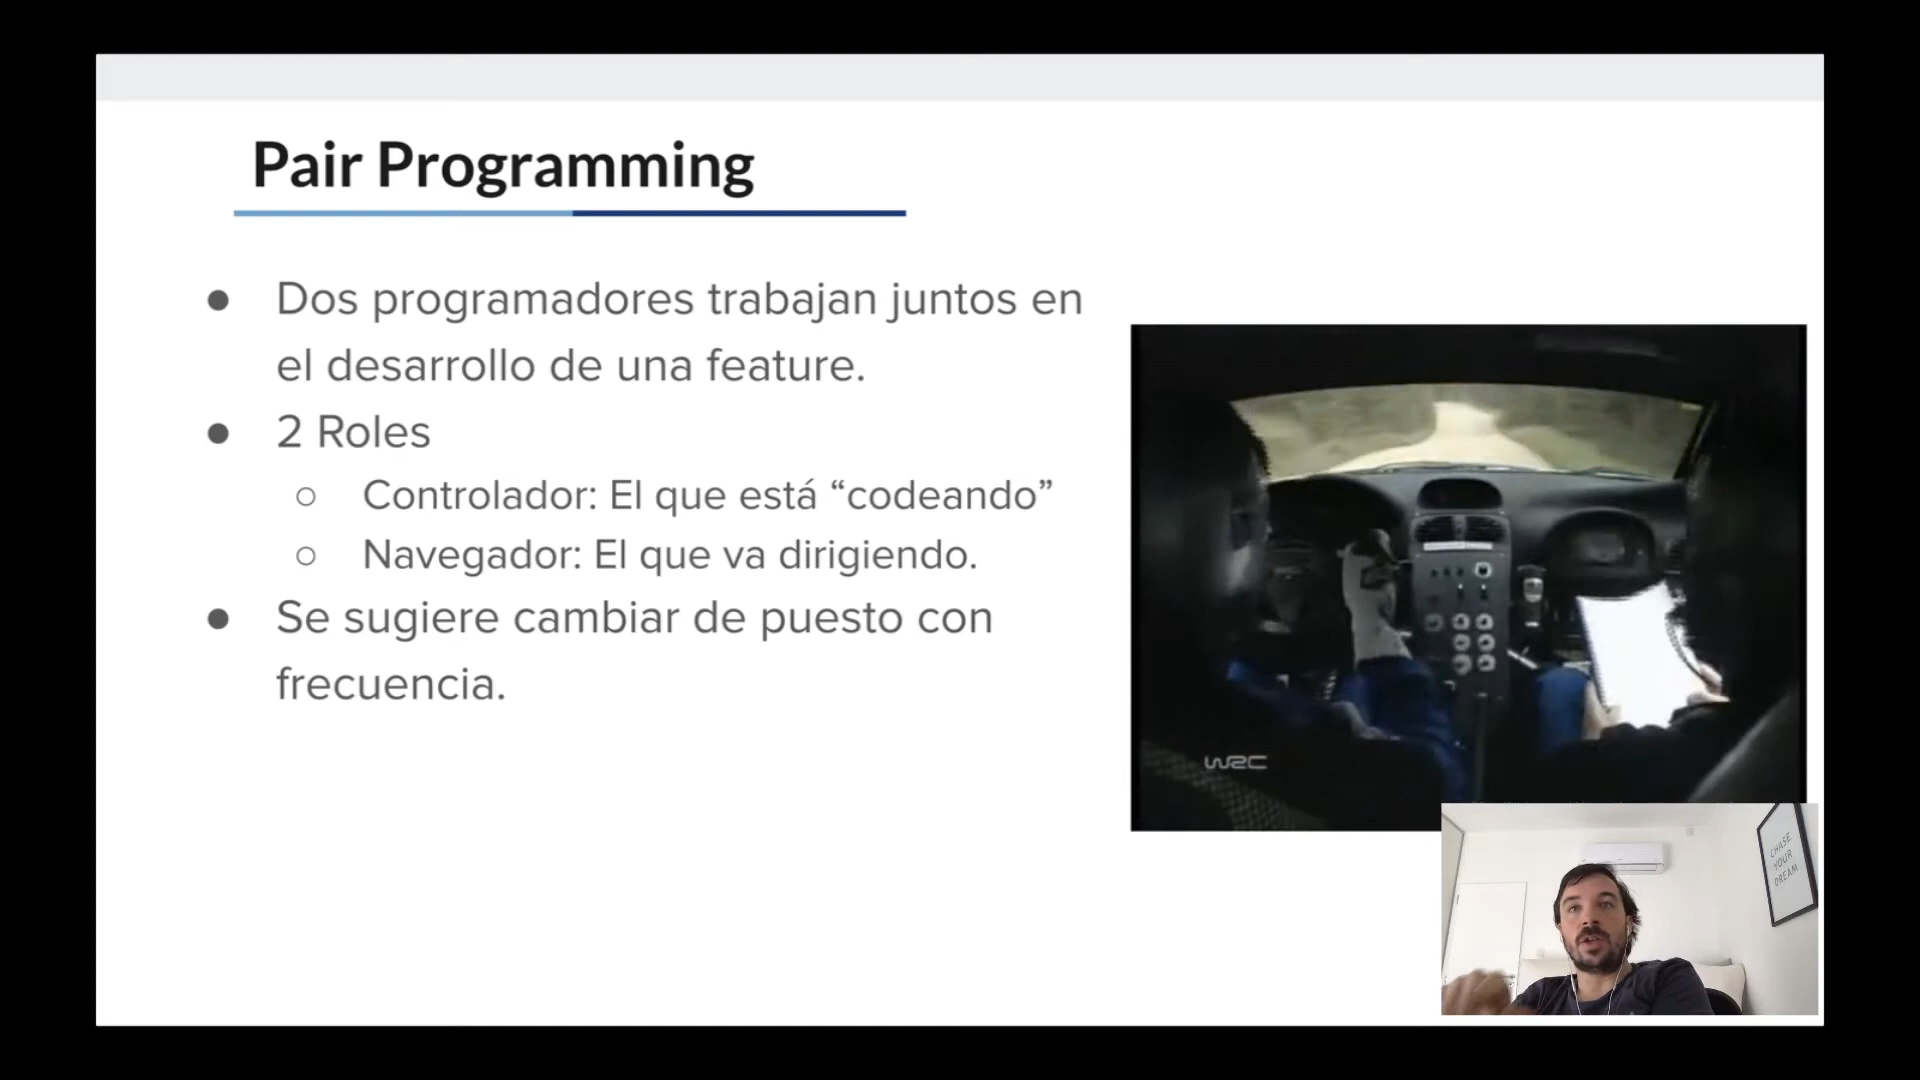 Pair Programming
● Dos programadores trabajan juntos en
el desarrollo de una feature.
● 2 Roles
○ Controlador: El que está “codeando”
○ Navegador: El que va dirigiendo.
● Se sugiere cambiar de puesto con
frecuencia.
WRC
CHASE
YOUR
DREAM